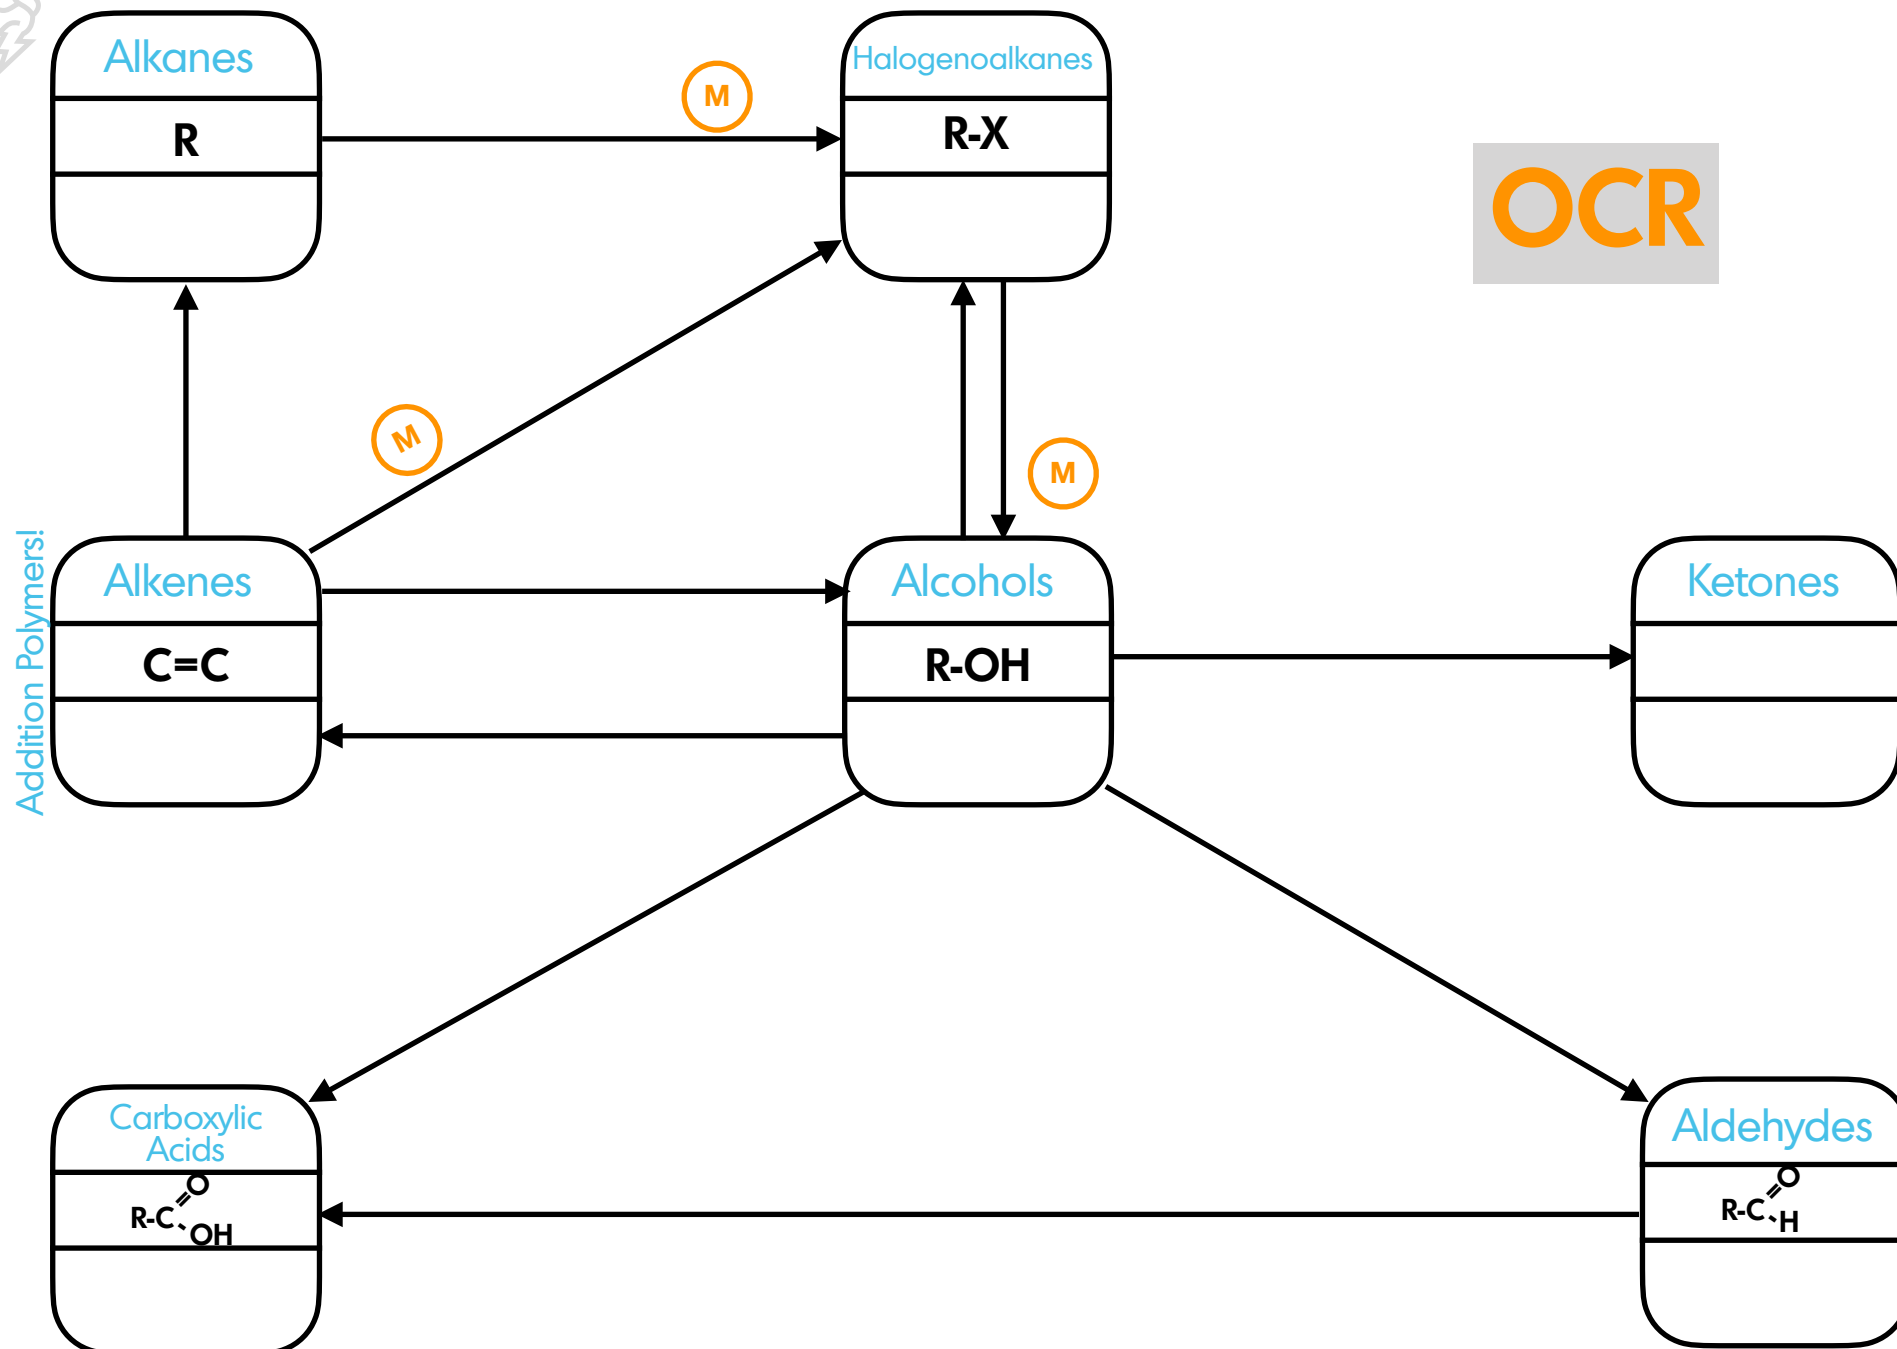 Alkanes
R
M
Halogenoalkanes
R-X
OCR
M
M
Addition Polymers!
Alkenes
C=C
Alcohols
R-OH
Ketones
Carboxylic
Acids
O
R-C
OH
Aldehydes
O
R-C
H